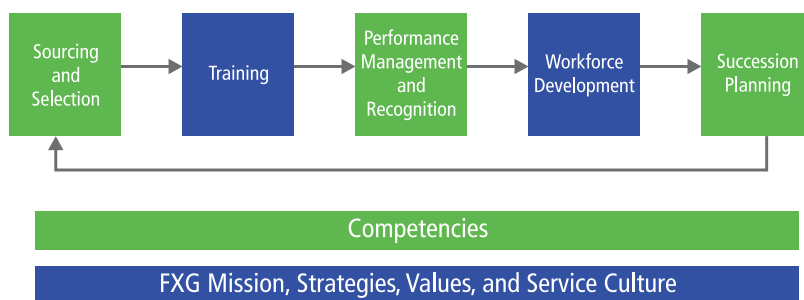 Sourcing
and
Selection
Training
Performance
Management
and
Recognition
Workforce
Development
Succession
Planning
Competencies
FXG Mission, Strategies, Values, and Service Culture